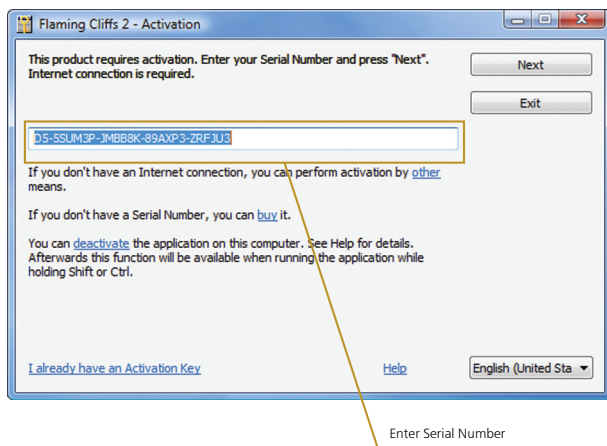 Flaming Cliffs 2 - Activation
This product requires activation. Enter your Serial Number and press "Next".
Internet connection is required.
Next
Exit
D5-5SUM3P-JMBB8K-89AXP3-ZRFJU3
If you don't have an Internet connection, you can perform activation by other
means.
If you don't have a Serial Number, you can buy it.
You can deactivate the application on this computer. See Help for details.
Afterwards this function will be available when running the application while
holding Shift or Ctrl.
I already have an Activation Key
Help
English (United Sta
Enter Serial Number